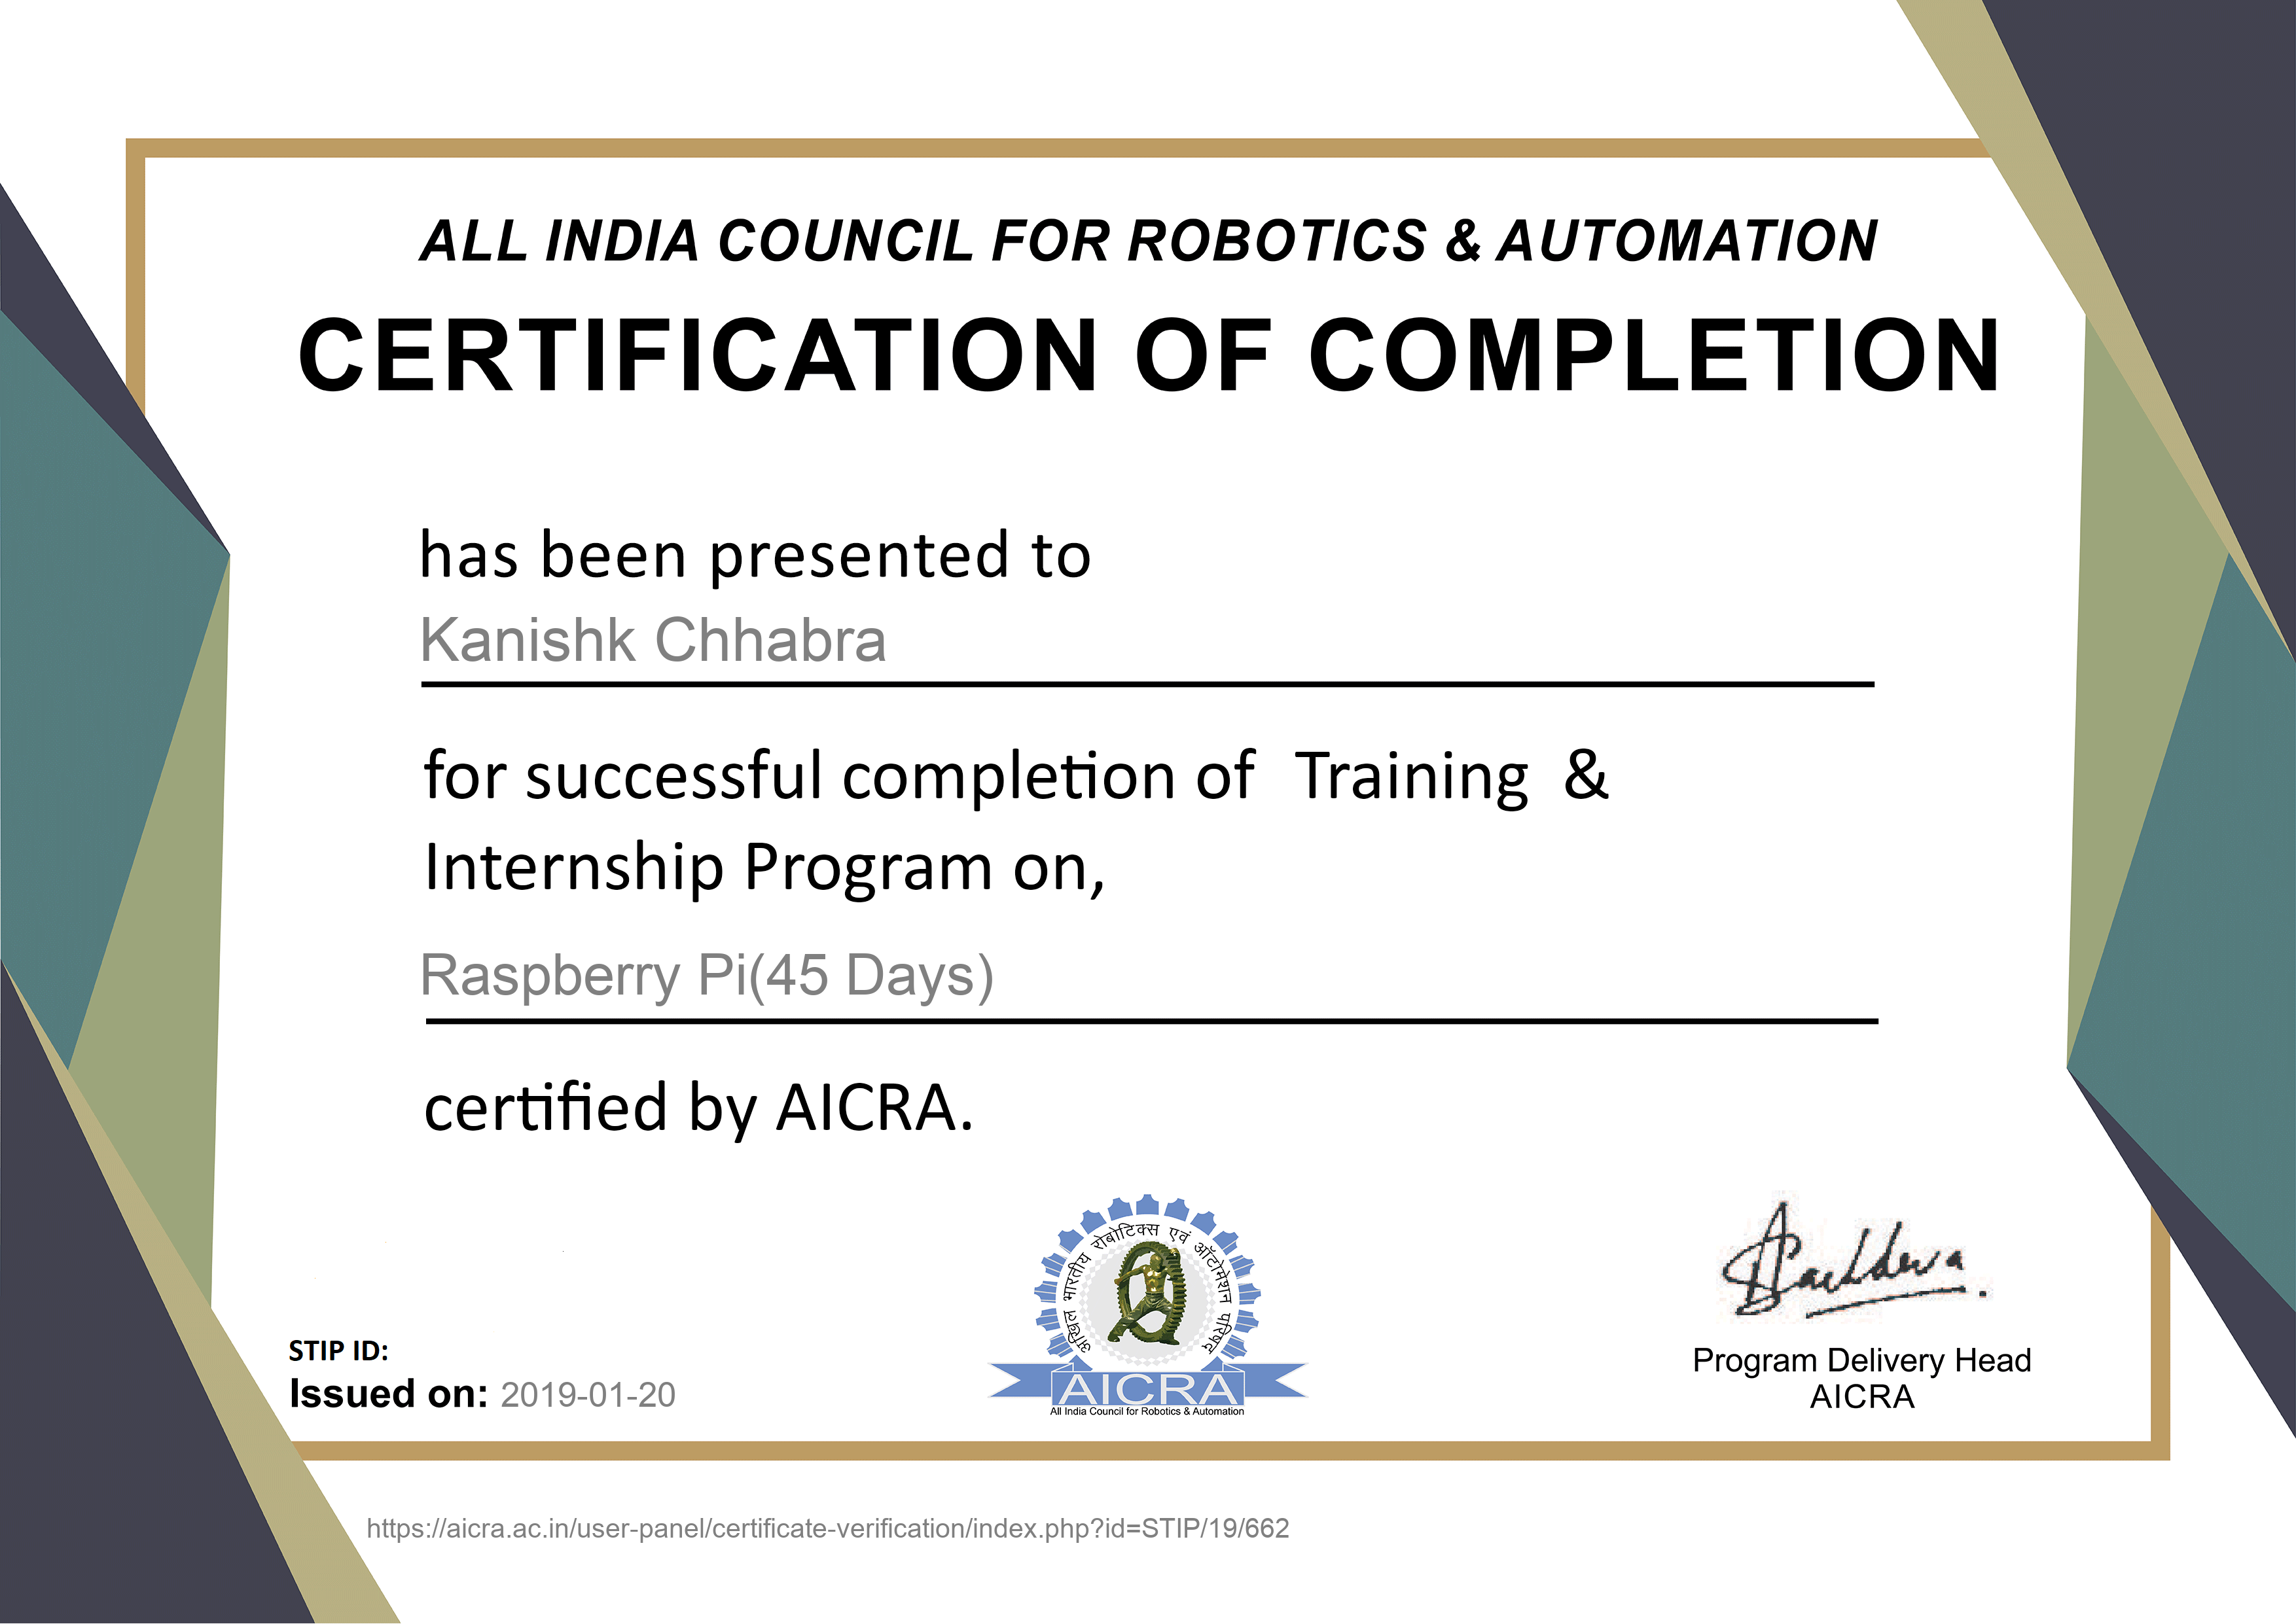 ALL INDIA COUNCIL FOR ROBOTICS & AUTOMATION
CERTIFICATION OF COMPLETION
has been presented to
Kanishk Chhabra
for successful completion of Training &
Internship Program on,
Raspberry Pi(45 Days)
certified by AICRA.
अखिल भारतीय रोबोटिक्स एवं ऑटोमेशन परिषद
AICRA
All India Council for Robotics & Automation
Sachdeva
Program Delivery Head
AICRA
STIP ID:
Issued on: 2019-01-20
https://aicra.ac.in/user-panel/certificate-verification/index.php?id=STIP/19/662